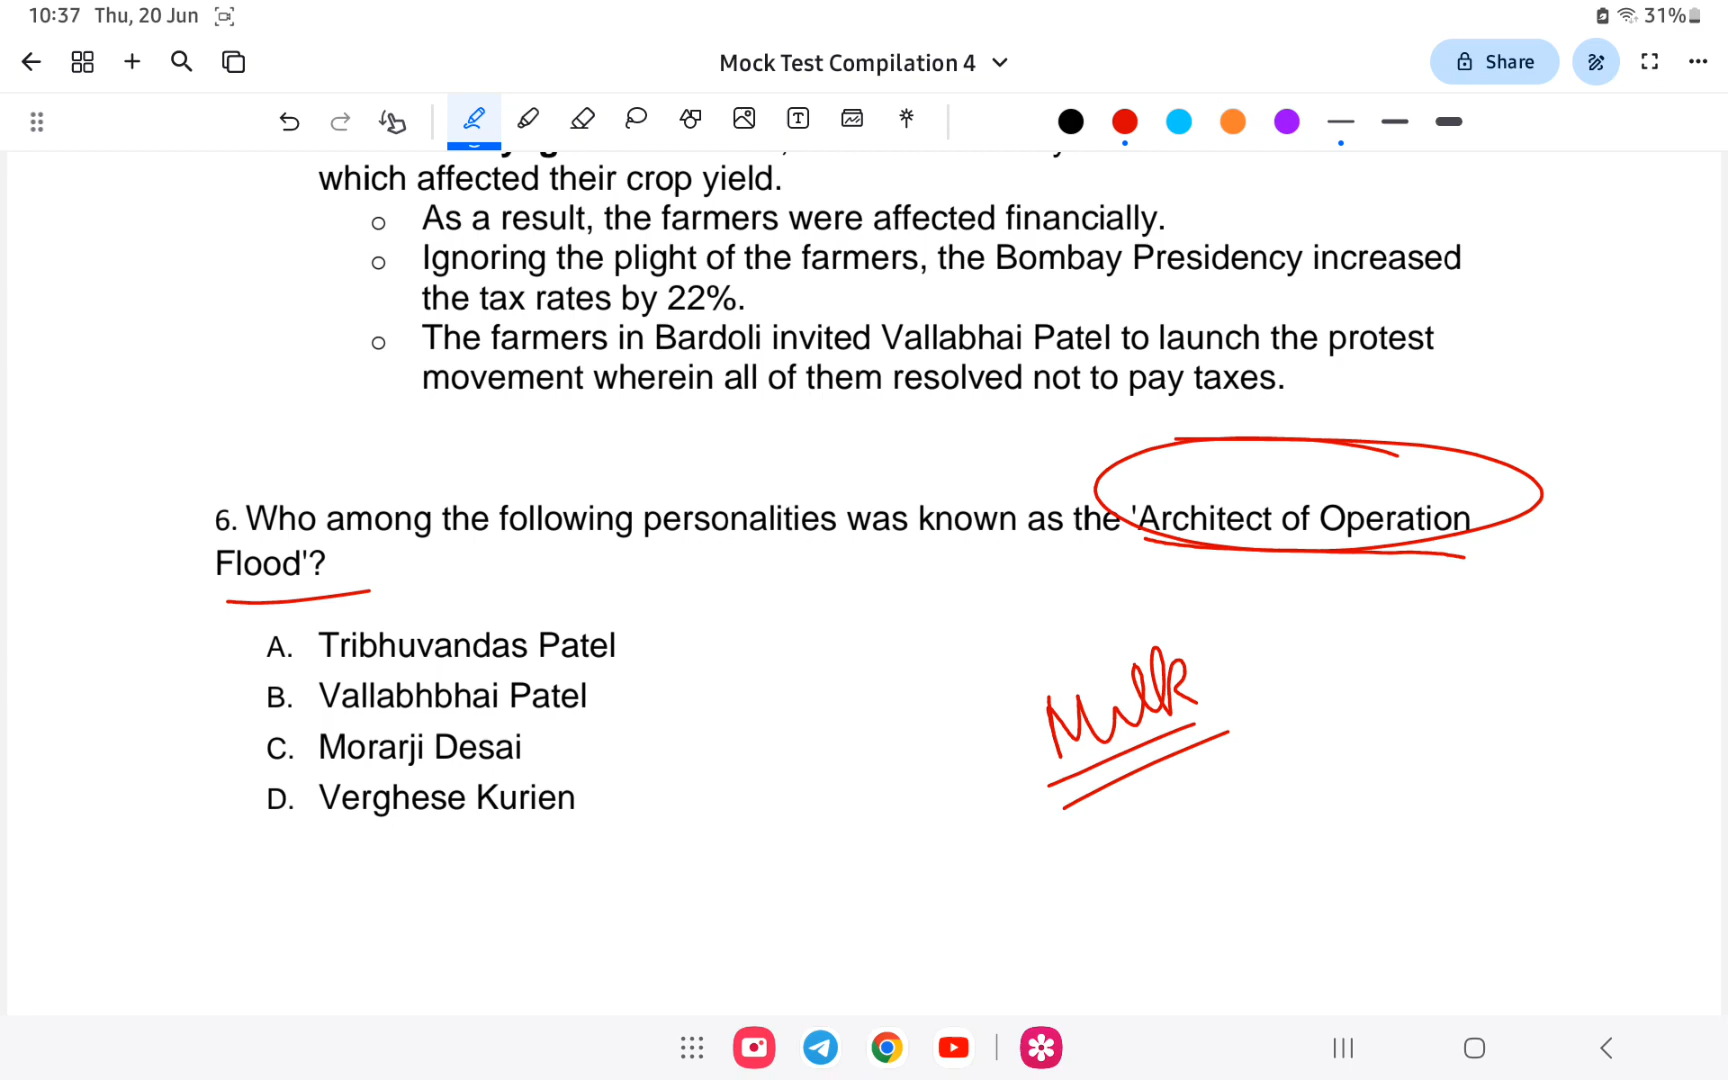 10:37 Thu, 20 Jun
31%
Mock Test Compilation 4
Share
which affected their crop yield.
o As a result, the farmers were affected financially.
o Ignoring the plight of the farmers, the Bombay Presidency increased
the tax rates by 22%.
o The farmers in Bardoli invited Vallabhai Patel to launch the protest
movement wherein all of them resolved not to pay taxes.
6. Who among the following personalities was known as the 'Architect of Operation
Flood'?
A. Tribhuvandas Patel
B. Vallabhbhai Patel
C. Morarji Desai
D. Verghese Kurien
Milk